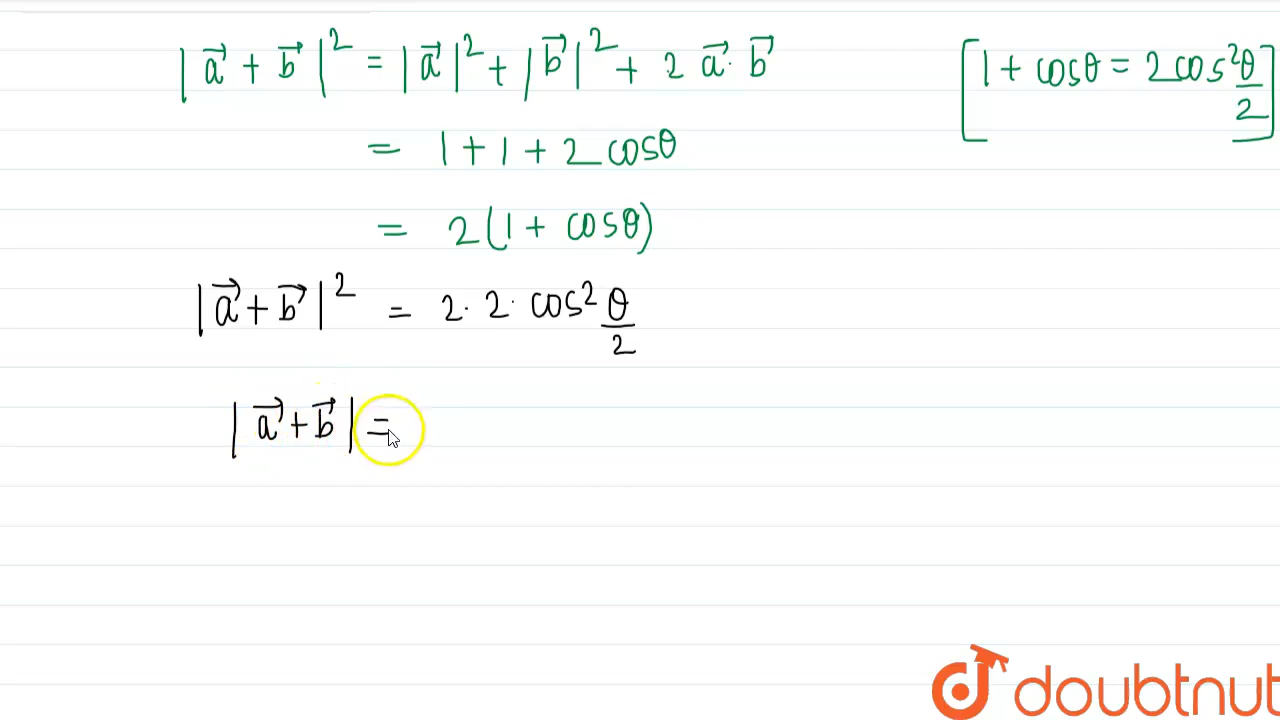 |a⃗ + b⃗|² = |a⃗|² + |b⃗|² + 2 a⃗·b⃗
[1 + cosθ = 2cos²θ/2]
= 1 + 1 + 2 cosθ
= 2(1 + cosθ)
|a⃗ + b⃗|² = 2·2·cos²θ/2
|a⃗ + b⃗| =
doubtnut